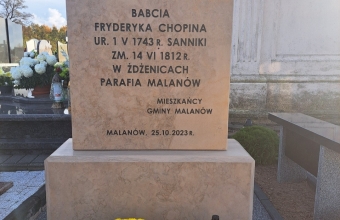 BABCIA
FRYDERYKA CHOPINA
UR. 1 V 1743 R. SANNIKI
ZM. 14 VI 1812 R.
W ŻDŻENICACH
PARAFIA MALANÓW
MIESZKAŃCY
GMINY MALANÓW
MALANÓW, 25.10.2023 R.